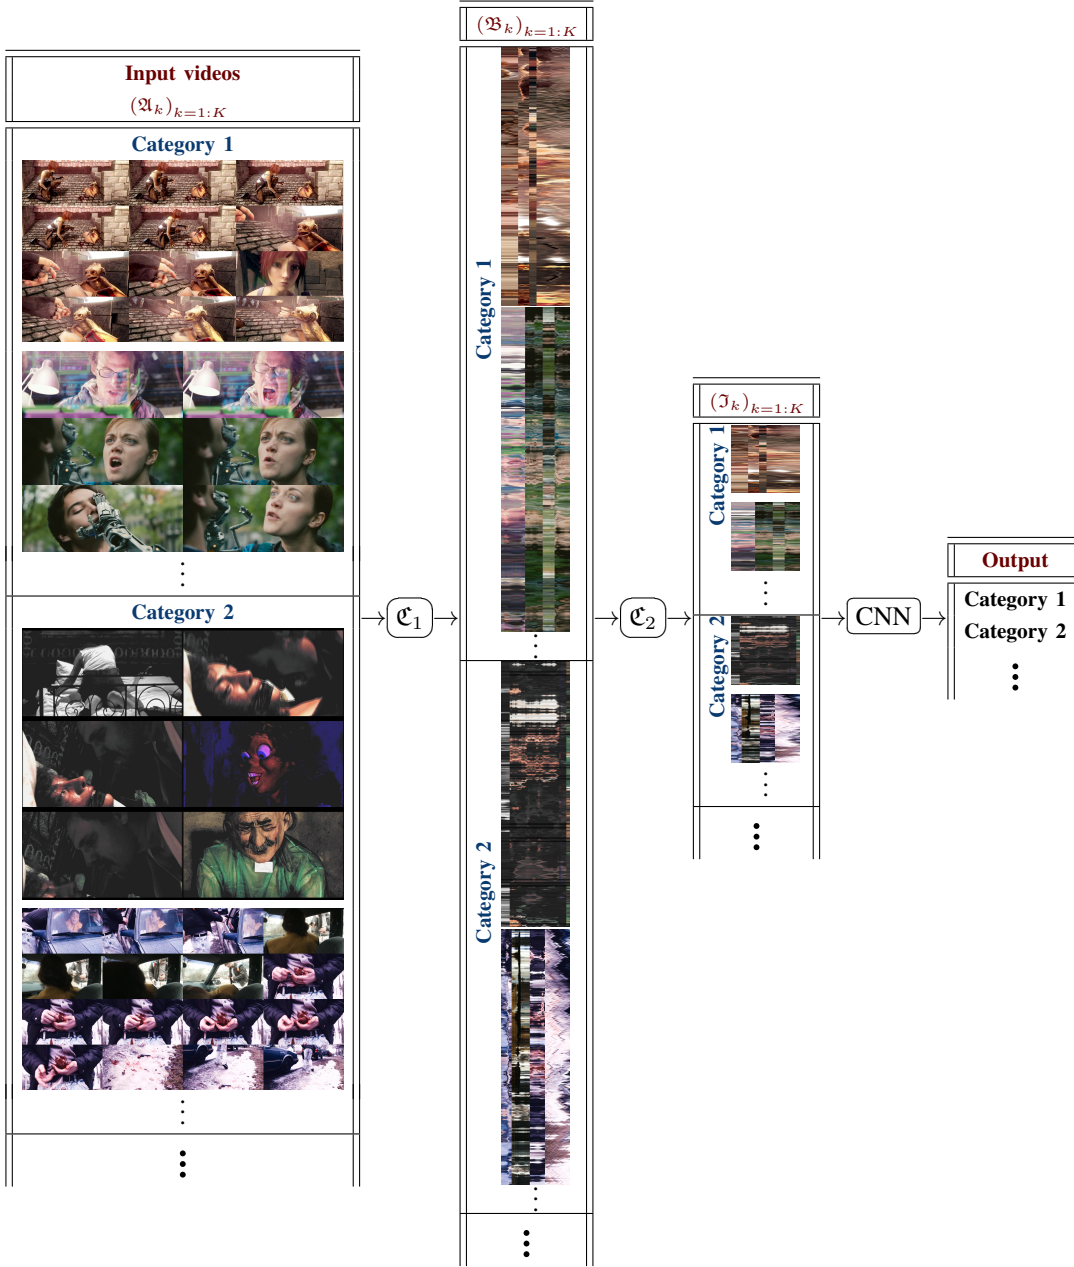 Input videos
(𝔄ₖ)ₖ₌₁:K
Category 1
⋮
Category 2
⋮
⋮
ℭ₁
(𝔅ₖ)ₖ₌₁:K
Category 1
⋮
Category 2
⋮
⋮
ℭ₂
(ℑₖ)ₖ₌₁:K
Category 1
⋮
Category 2
⋮
⋮
CNN
Output
Category 1
Category 2
⋮